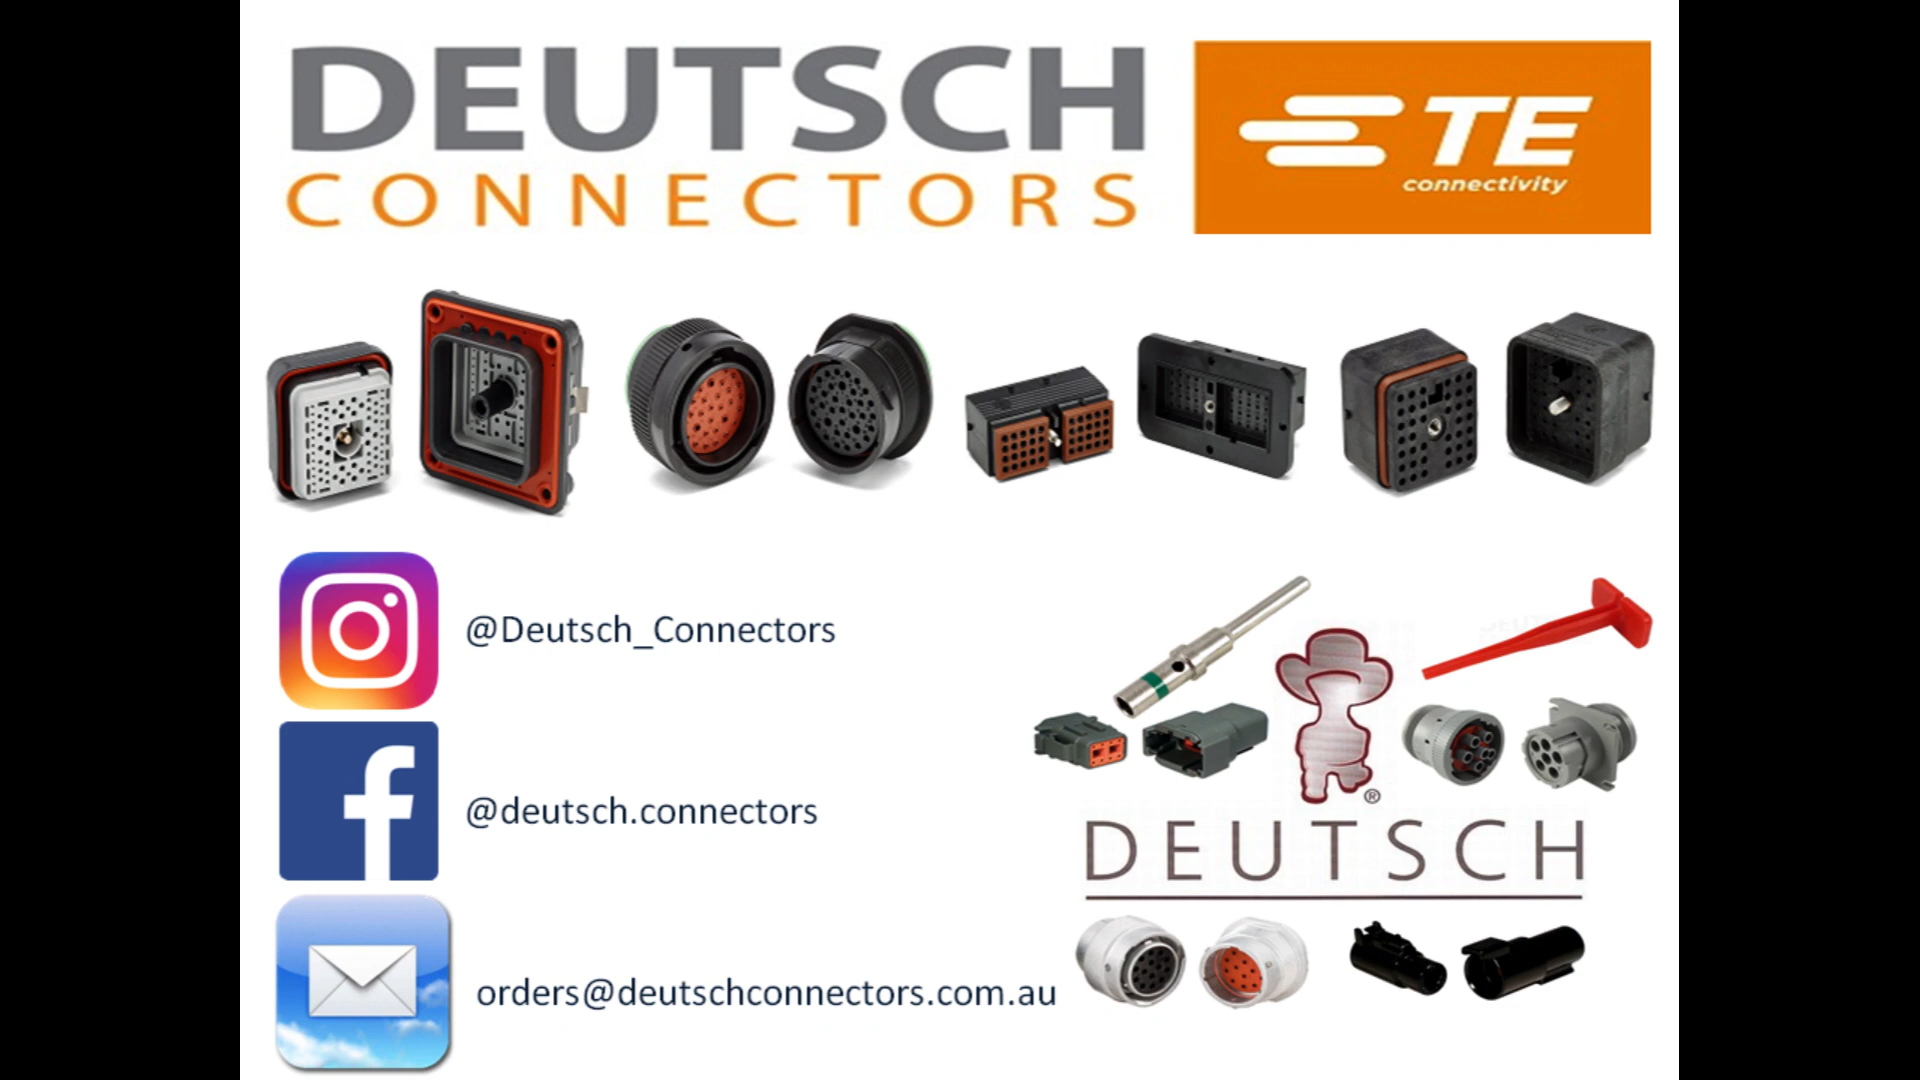 DEUTSCH
CONNECTORS
TE
connectivity
@Deutsch_Connectors
@deutsch.connectors
®
DEUTSCH
orders@deutschconnectors.com.au